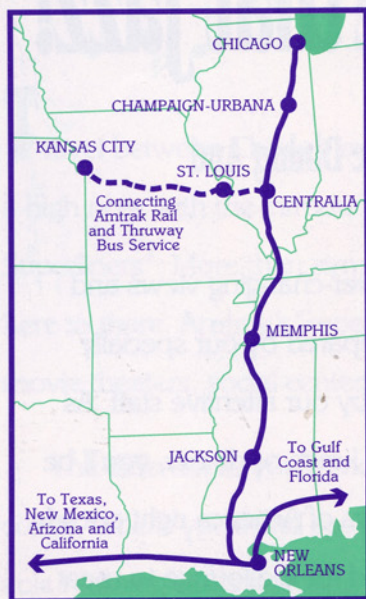 CHICAGO
CHAMPAIGN-URBANA
KANSAS CITY
ST. LOUIS
CENTRALIA
Connecting
Amtrak Rail
and Thruway
Bus Service
MEMPHIS
JACKSON
To Gulf
Coast and
Florida
To Texas,
New Mexico,
Arizona and
California
NEW
ORLEANS